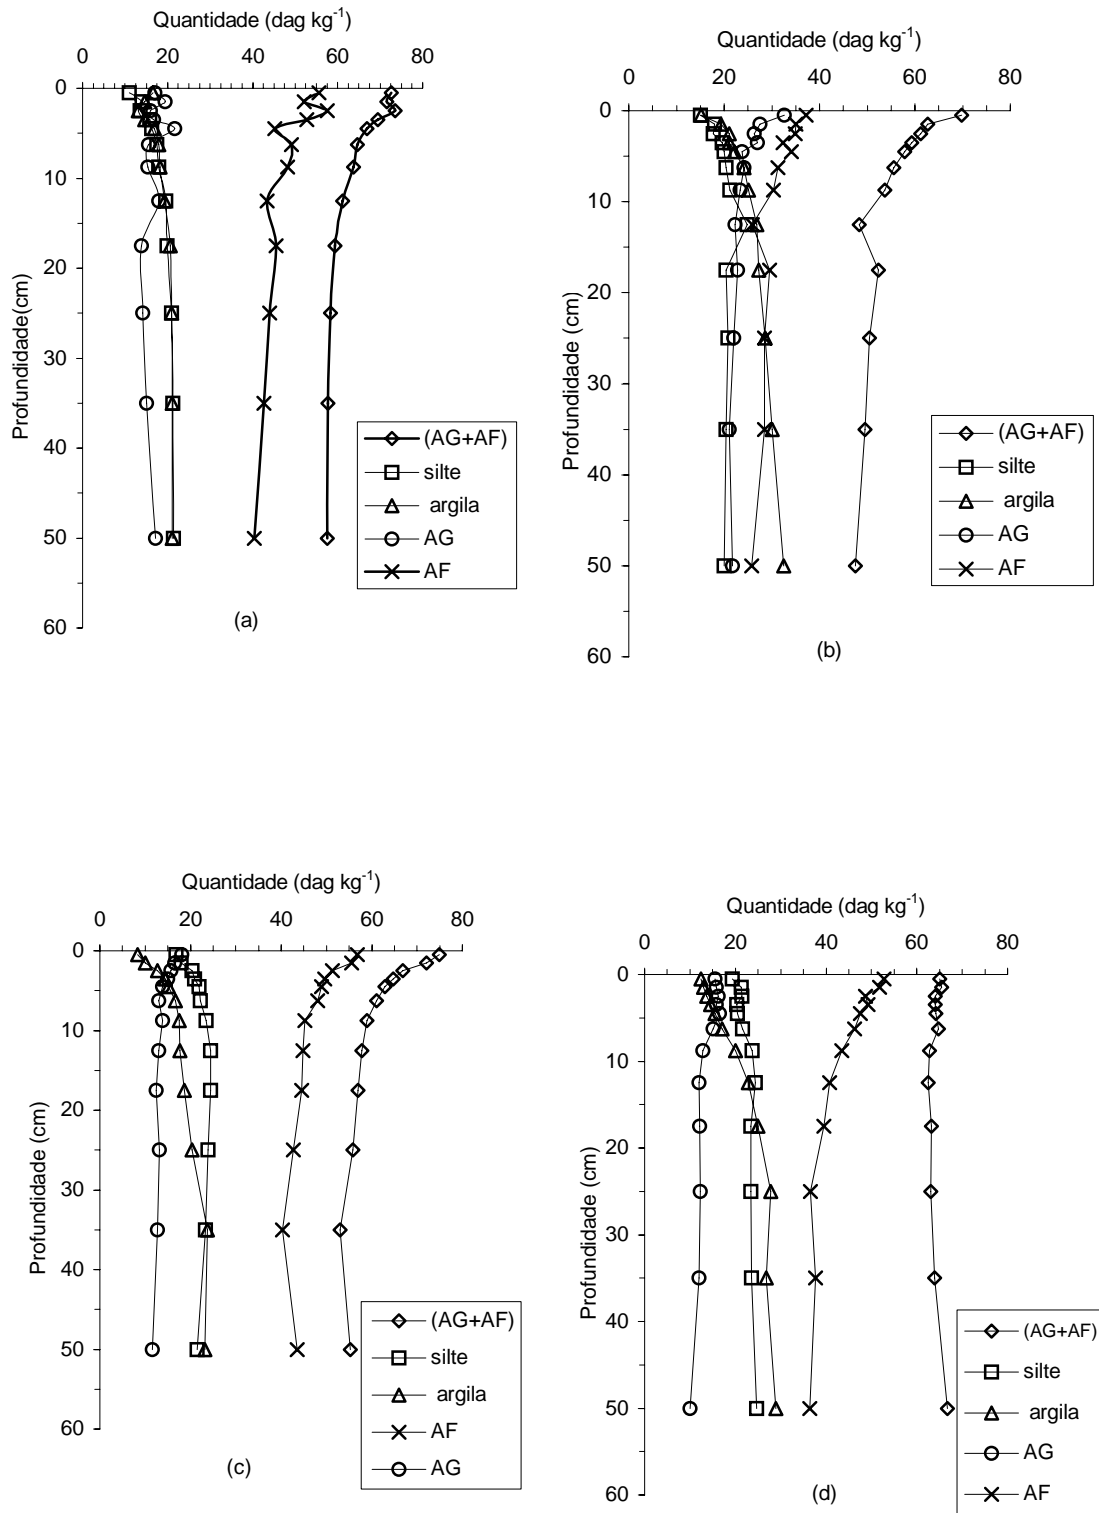 Quantidade (dag kg-1)
0 20 40 60 80
0
10
20
30
40
50
60
Profundidade(cm)
(AG+AF)
silte
argila
AG
AF
(a)
Quantidade (dag kg-1)
0 20 40 60 80
0
10
20
30
40
50
60
Profundidade (cm)
(AG+AF)
silte
argila
AG
AF
(b)
Quantidade (dag kg-1)
0 20 40 60 80
0
10
20
30
40
50
60
Profundidade (cm)
(AG+AF)
silte
argila
AF
AG
(c)
Quantidade (dag kg-1)
0 20 40 60 80
0
10
20
30
40
50
60
Profundidade (cm)
(AG+AF)
silte
argila
AG
AF
(d)